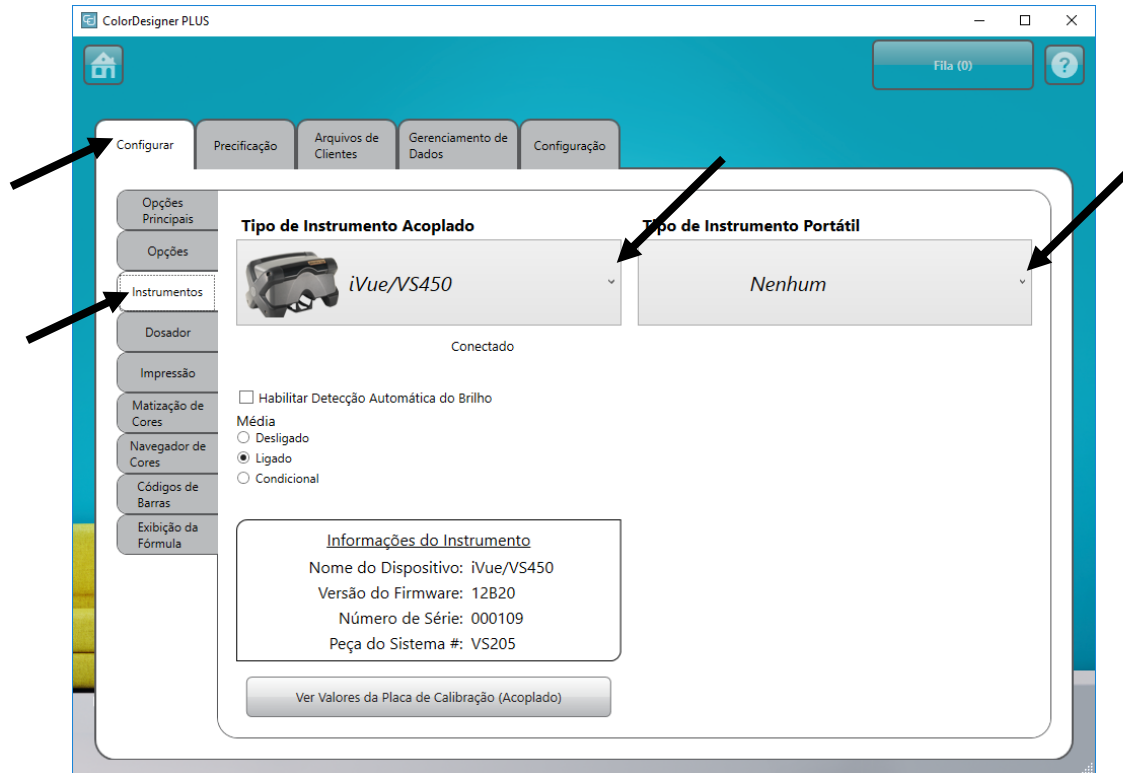 ColorDesigner PLUS
Fila (0)
?
Configurar
Precificação
Arquivos de
Clientes
Gerenciamento de
Dados
Configuração
Opções
Principais
Opções
Instrumentos
Dosador
Impressão
Matização de
Cores
Navegador de
Cores
Códigos de
Barras
Exibição da
Fórmula
Tipo de Instrumento Acoplado
iVue/VS450
Conectado
Tipo de Instrumento Portátil
Nenhum
Habilitar Detecção Automática do Brilho
Média
Desligado
Ligado
Condicional
Informações do Instrumento
Nome do Dispositivo: iVue/VS450
Versão do Firmware: 12B20
Número de Série: 000109
Peça do Sistema #: VS205
Ver Valores da Placa de Calibração (Acoplado)